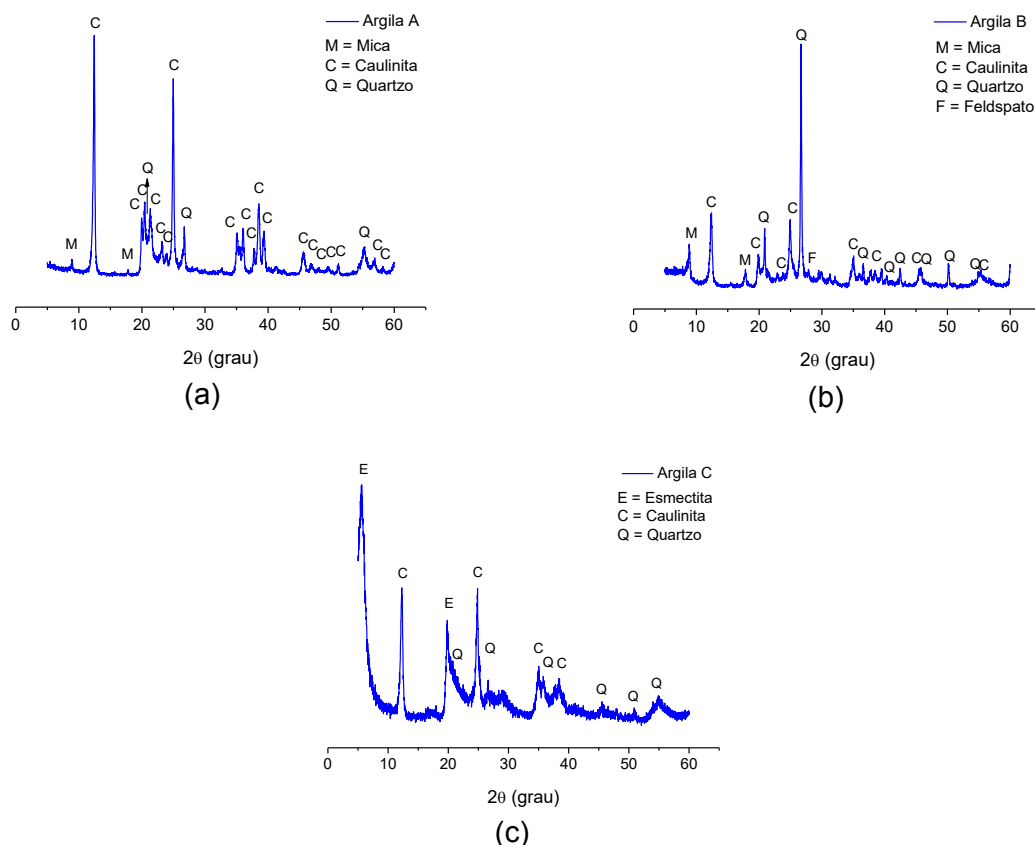 Argila A
M = Mica
C = Caulinita
Q = Quartzo
C
C
Q
C
C
C
C
C
M
M
Q
C
C
C
C
C
C
C
C
C
C
C
Q
C
C
0 10 20 30 40 50 60
2θ (grau)
(a)
Argila B
M = Mica
C = Caulinita
Q = Quartzo
F = Feldspato
Q
M
C
M
C
Q
C
C
F
C
Q
C
Q
Q
C
Q
Q
Q
C
0 10 20 30 40 50 60
2θ (grau)
(b)
Argila C
E = Esmectita
C = Caulinita
Q = Quartzo
E
C
E
Q
C
Q
C
Q
C
Q
Q
Q
0 10 20 30 40 50 60
2θ (grau)
(c)